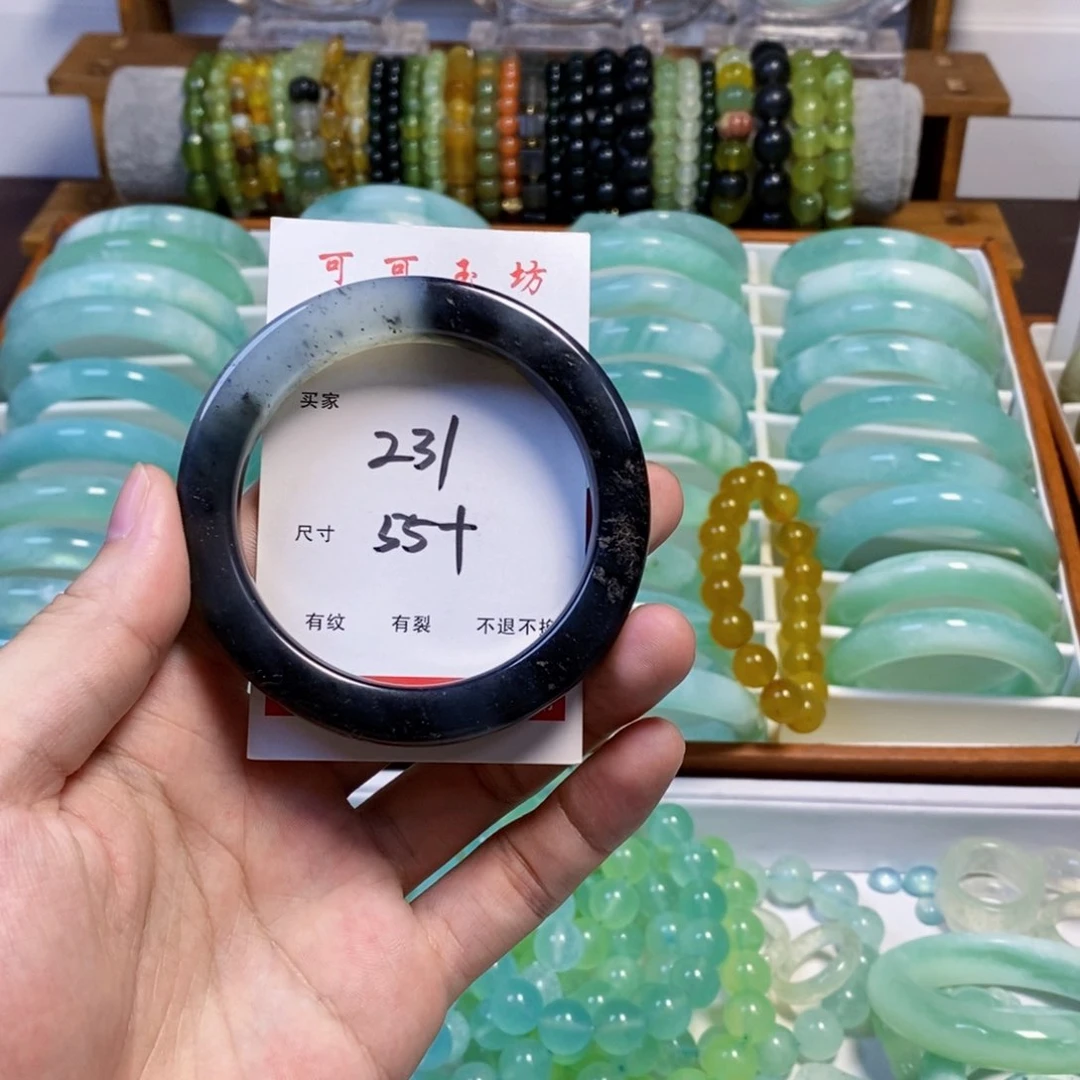 可可玉坊
买家
231
尺寸 55+
有纹 有裂 不退不换